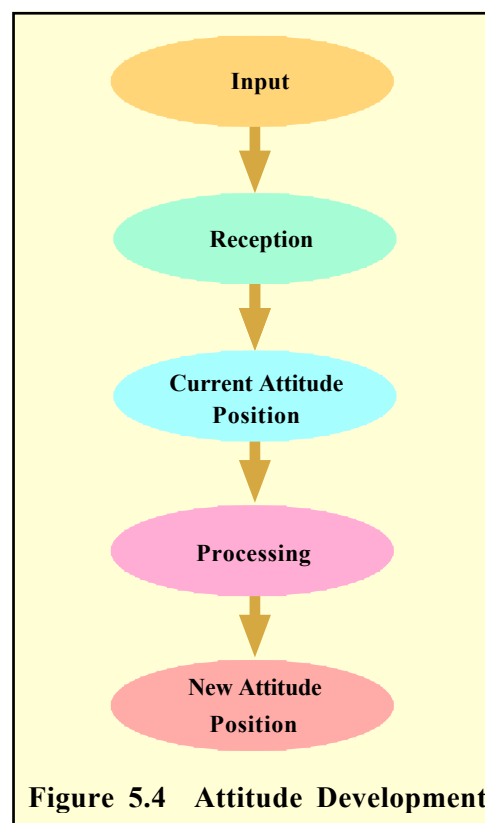 Input
Reception
Current Attitude
Position
Processing
New Attitude
Position
Figure 5.4 Attitude Development